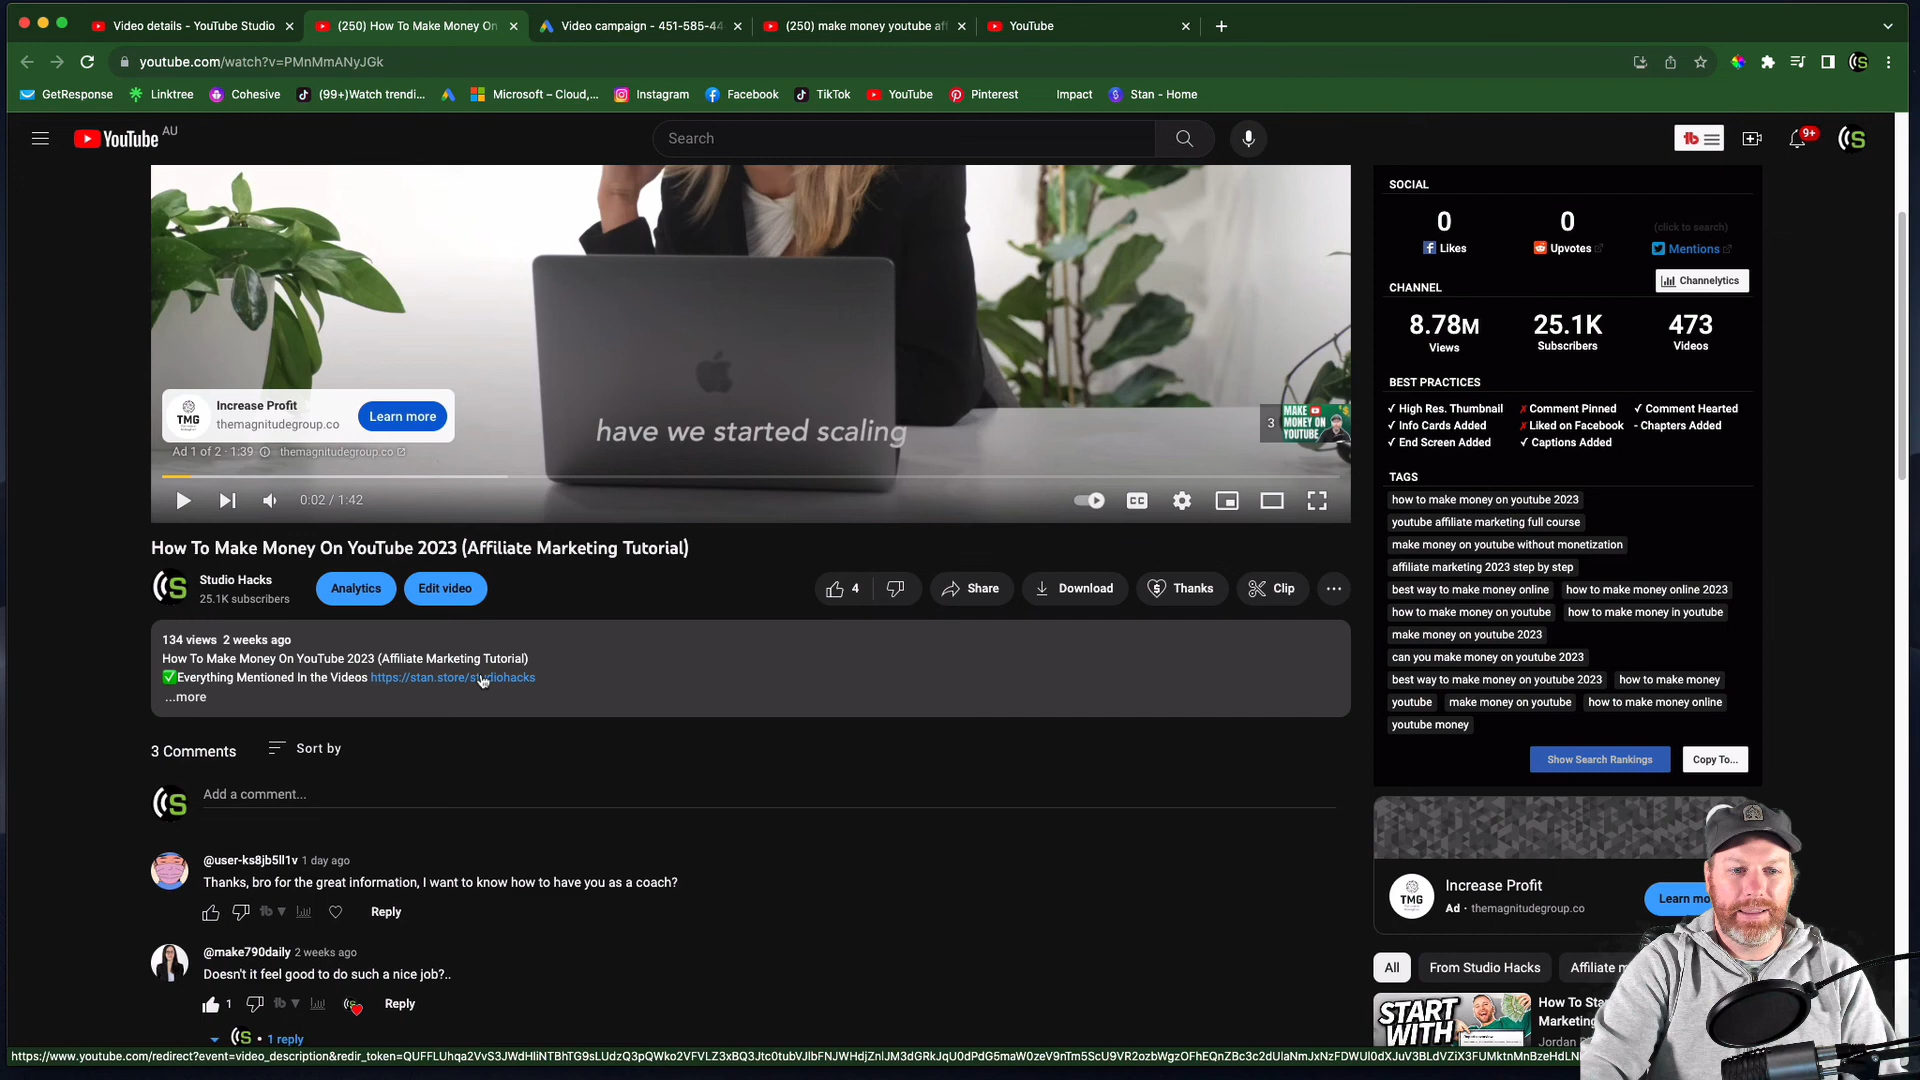 Video details - YouTube Studio
(250) How To Make Money On
Video campaign - 451-585-44
(250) make money youtube aff
YouTube
youtube.com/watch?v=PMnMmANyJGk
GetResponse
Linktree
Cohesive
(99+)Watch trendi...
Microsoft – Cloud,...
Instagram
Facebook
TikTok
YouTube
Pinterest
Impact
Stan - Home
YouTube AU
Search
9+
have we started scaling
TMG
Increase Profit
themagnitudegroup.co
Learn more
Ad 1 of 2 · 1:39
themagnitudegroup.co
3
MAKE MONEY ON YOUTUBE
0:02 / 1:42
CC
How To Make Money On YouTube 2023 (Affiliate Marketing Tutorial)
Studio Hacks
25.1K subscribers
Analytics
Edit video
4
Share
Download
Thanks
Clip
134 views 2 weeks ago
How To Make Money On YouTube 2023 (Affiliate Marketing Tutorial)
✅Everything Mentioned In the Videos https://stan.store/studiohacks
...more
3 Comments
Sort by
Add a comment...
@user-ks8jb5ll1v 1 day ago
Thanks, bro for the great information, I want to know how to have you as a coach?
Reply
@make790daily 2 weeks ago
Doesn't it feel good to do such a nice job?..
1
Reply
1 reply
SOCIAL
0
Likes
0
Upvotes
(click to search)
Mentions
CHANNEL
Channelytics
8.78M
Views
25.1K
Subscribers
473
Videos
BEST PRACTICES
✓ High Res. Thumbnail
✗ Comment Pinned
✓ Comment Hearted
✓ Info Cards Added
✗ Liked on Facebook
- Chapters Added
✓ End Screen Added
✓ Captions Added
TAGS
how to make money on youtube 2023
youtube affiliate marketing full course
make money on youtube without monetization
affiliate marketing 2023 step by step
best way to make money online
how to make money online 2023
how to make money on youtube
how to make money in youtube
make money on youtube 2023
can you make money on youtube 2023
best way to make money on youtube 2023
how to make money
youtube
make money on youtube
how to make money online
youtube money
Show Search Rankings
Copy To...
TMG
Increase Profit
Ad · themagnitudegroup.co
Learn mo
All
From Studio Hacks
Affiliate m
START WITH
How To Sta
Marketing
Jordan